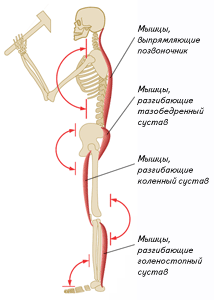 Мышцы,
выпрямляющие
позвоночник
Мышцы,
разгибающие
тазобедренный
сустав
Мышцы,
разгибающие
коленный сустав
Мышцы,
разгибающие
голеностопный
сустав